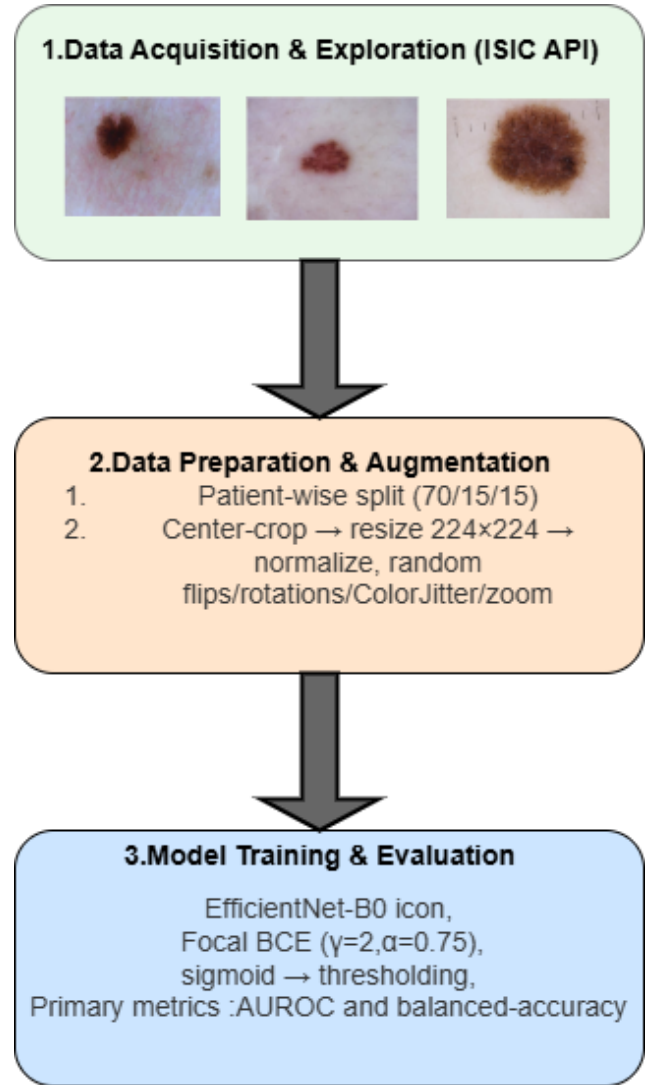 1.Data Acquisition & Exploration (ISIC API)
2.Data Preparation & Augmentation
1. Patient-wise split (70/15/15)
2. Center-crop → resize 224×224 →
normalize, random
flips/rotations/ColorJitter/zoom
3.Model Training & Evaluation
EfficientNet-B0 icon,
Focal BCE (γ=2,α=0.75),
sigmoid → thresholding,
Primary metrics :AUROC and balanced-accuracy